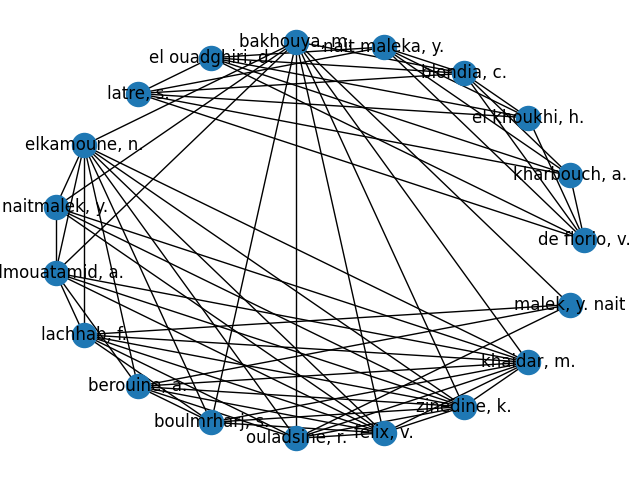 bakhouya, m.
nait maleka, y.
el ouadghiri, d.
blondia, c.
latre, s.
el khoukhi, h.
elkamoune, n.
kharbouch, a.
naitmalek, y.
de florio, v.
lmouatamid, a.
malek, y. nait
lachhab, f.
khaidar, m.
berouine, a.
zinedine, k.
boulmrharj, s.
felix, v.
ouladsine, r.